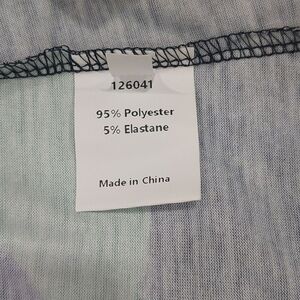 126041
95% Polyester
5% Elastane
Made in China